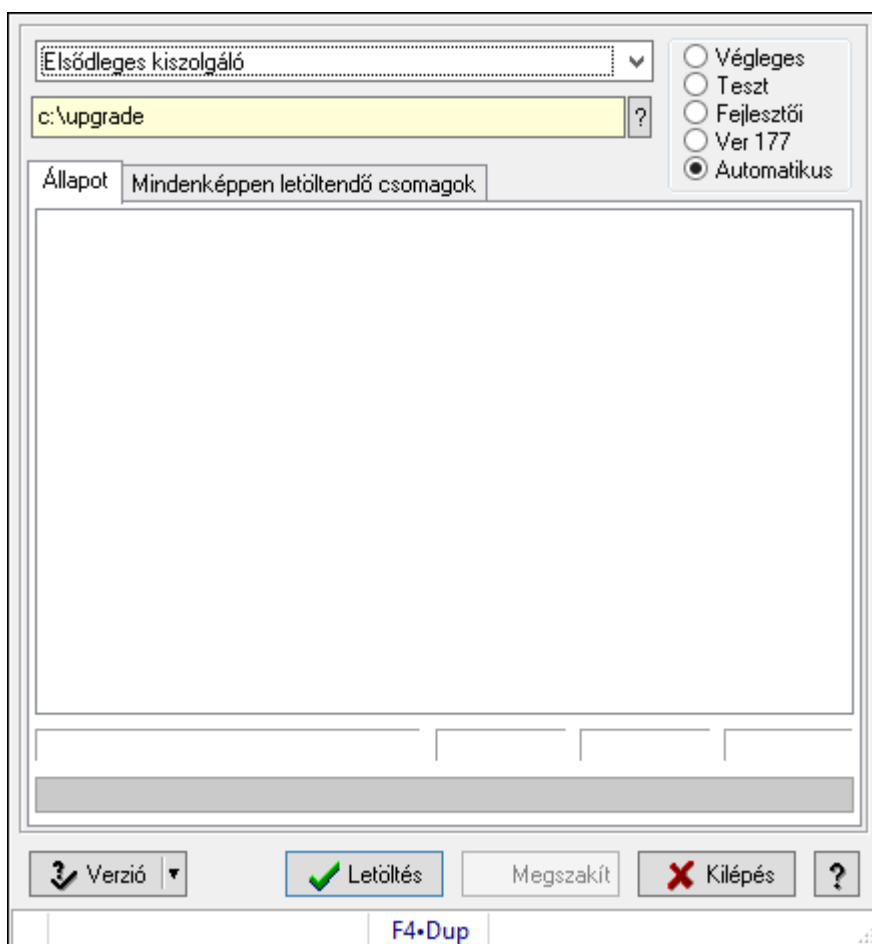 Elsődleges kiszolgáló
c:\upgrade
?
Végleges
Teszt
Fejlesztői
Ver 177
Automatikus
Állapot
Mindenképpen letöltendő csomagok
Verzió
Letöltés
Megszakít
Kilépés
?
F4•Dup